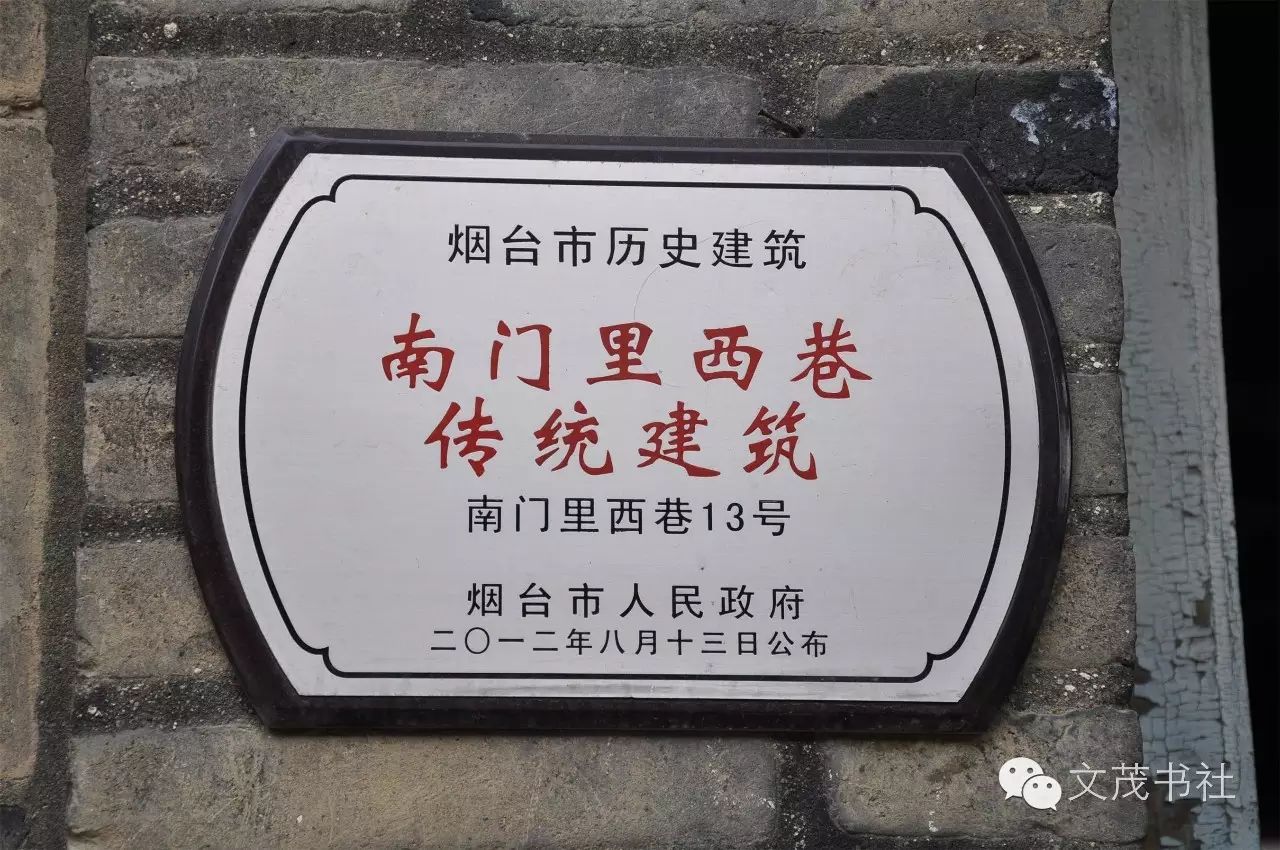 烟台市历史建筑
南门里西巷
传统建筑
南门里西巷13号
烟台市人民政府
二〇一二年八月十三日公布
文茂书社